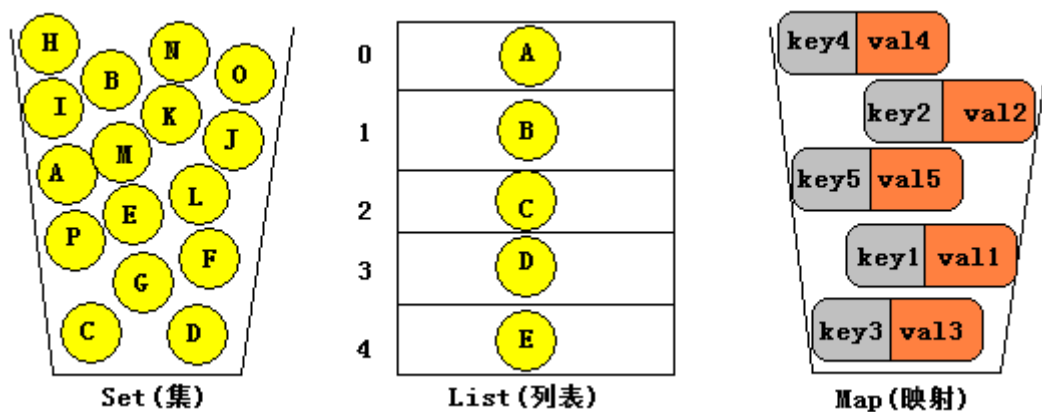 H
N
B
O
I
K
J
M
A
L
E
P
F
G
C
D
Set(集)
0
A
1
B
2
C
3
D
4
E
List(列表)
key4 val4
key2 val2
key5 val5
key1 val1
key3 val3
Map(映射)